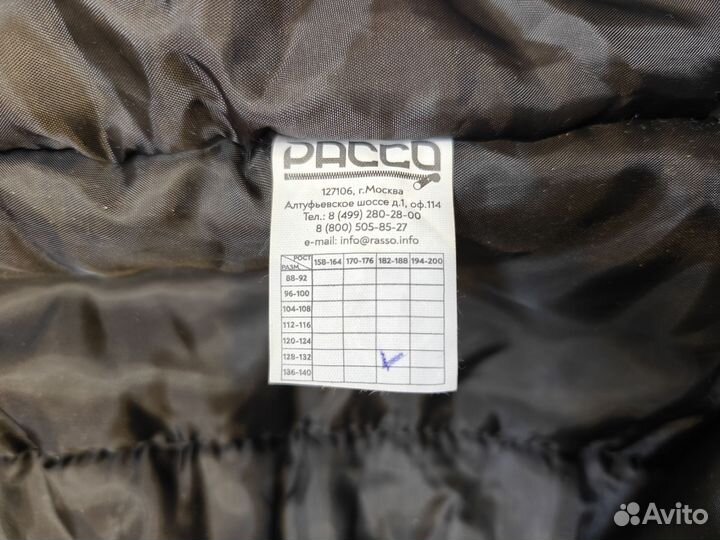 РАССО
127106, г.Москва
Алтуфьевское шоссе д.1, оф.114
Тел.: 8 (499) 280-28-00
8 (800) 505-85-27
e-mail: info@rasso.info
РОСТ 158-164 170-176 182-188 194-200
РАЗМ.
88-92
96-100
104-108
112-116
120-124
128-132
136-140
Avito